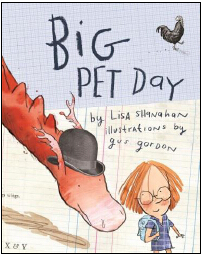 BiG
PET DAY
by LiSA SHanaHan
illustrations by
gus gordon
X & Y